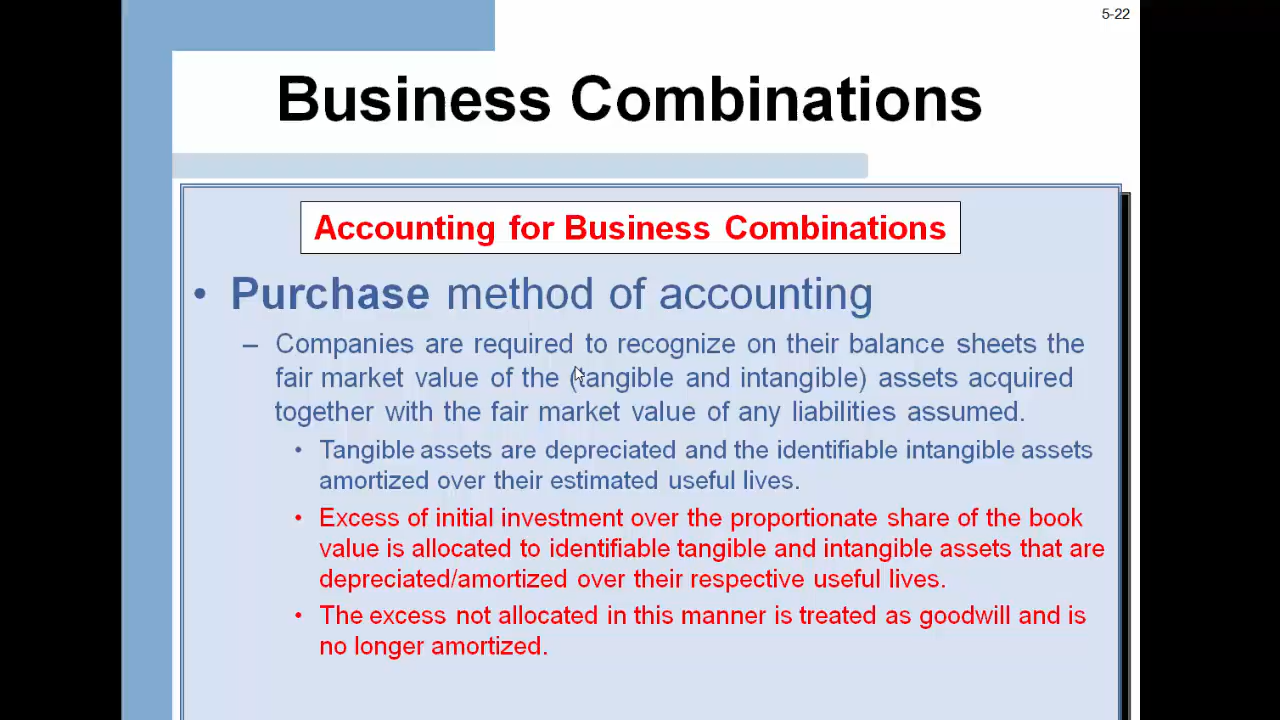 5-22
Business Combinations
Accounting for Business Combinations
• Purchase method of accounting
– Companies are required to recognize on their balance sheets the
fair market value of the (tangible and intangible) assets acquired
together with the fair market value of any liabilities assumed.
• Tangible assets are depreciated and the identifiable intangible assets
amortized over their estimated useful lives.
• Excess of initial investment over the proportionate share of the book
value is allocated to identifiable tangible and intangible assets that are
depreciated/amortized over their respective useful lives.
• The excess not allocated in this manner is treated as goodwill and is
no longer amortized.